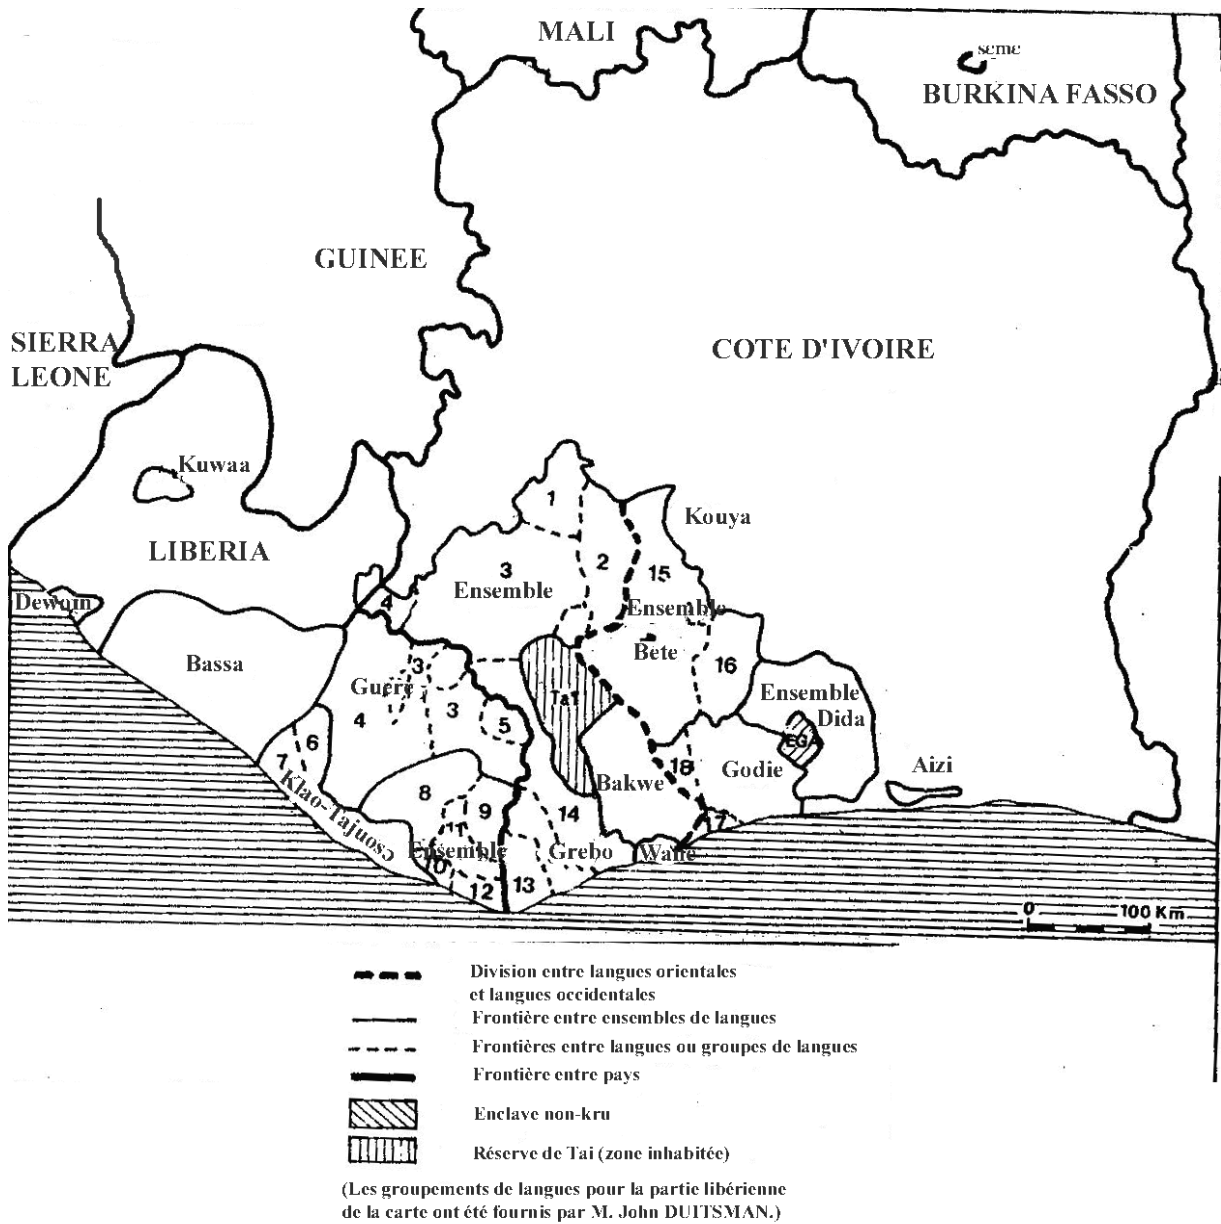 MALI
seme
BURKINA FASSO
GUINEE
SIERRA
LEONE
COTE D'IVOIRE
Kuwaa
1
Kouya
LIBERIA
3
2
15
Ensemble
Ensemble
4
Dewoin
Bete
Bassa
3
16
Guere
Ensemble
Tai
4
3
5
Dida
6
EGA
7
18
Godie
Aizi
Bakwe
8
9
14
17
Klao-Tajuoso
11
Ensemble
Grebo
Wane
10
12
13
0
100 Km
Division entre langues orientales
et langues occidentales
Frontière entre ensembles de langues
Frontières entre langues ou groupes de langues
Frontière entre pays
Enclave non-kru
Réserve de Tai (zone inhabitée)
(Les groupements de langues pour la partie libérienne
de la carte ont été fournis par M. John DUITSMAN.)